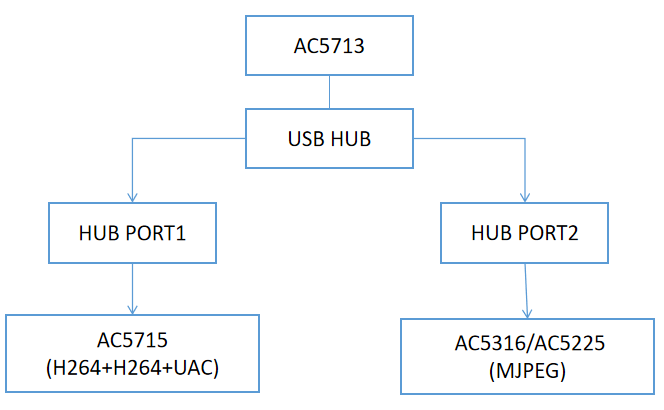 AC5713
USB HUB
HUB PORT1
HUB PORT2
AC5715
(H264+H264+UAC)
AC5316/AC5225
(MJPEG)